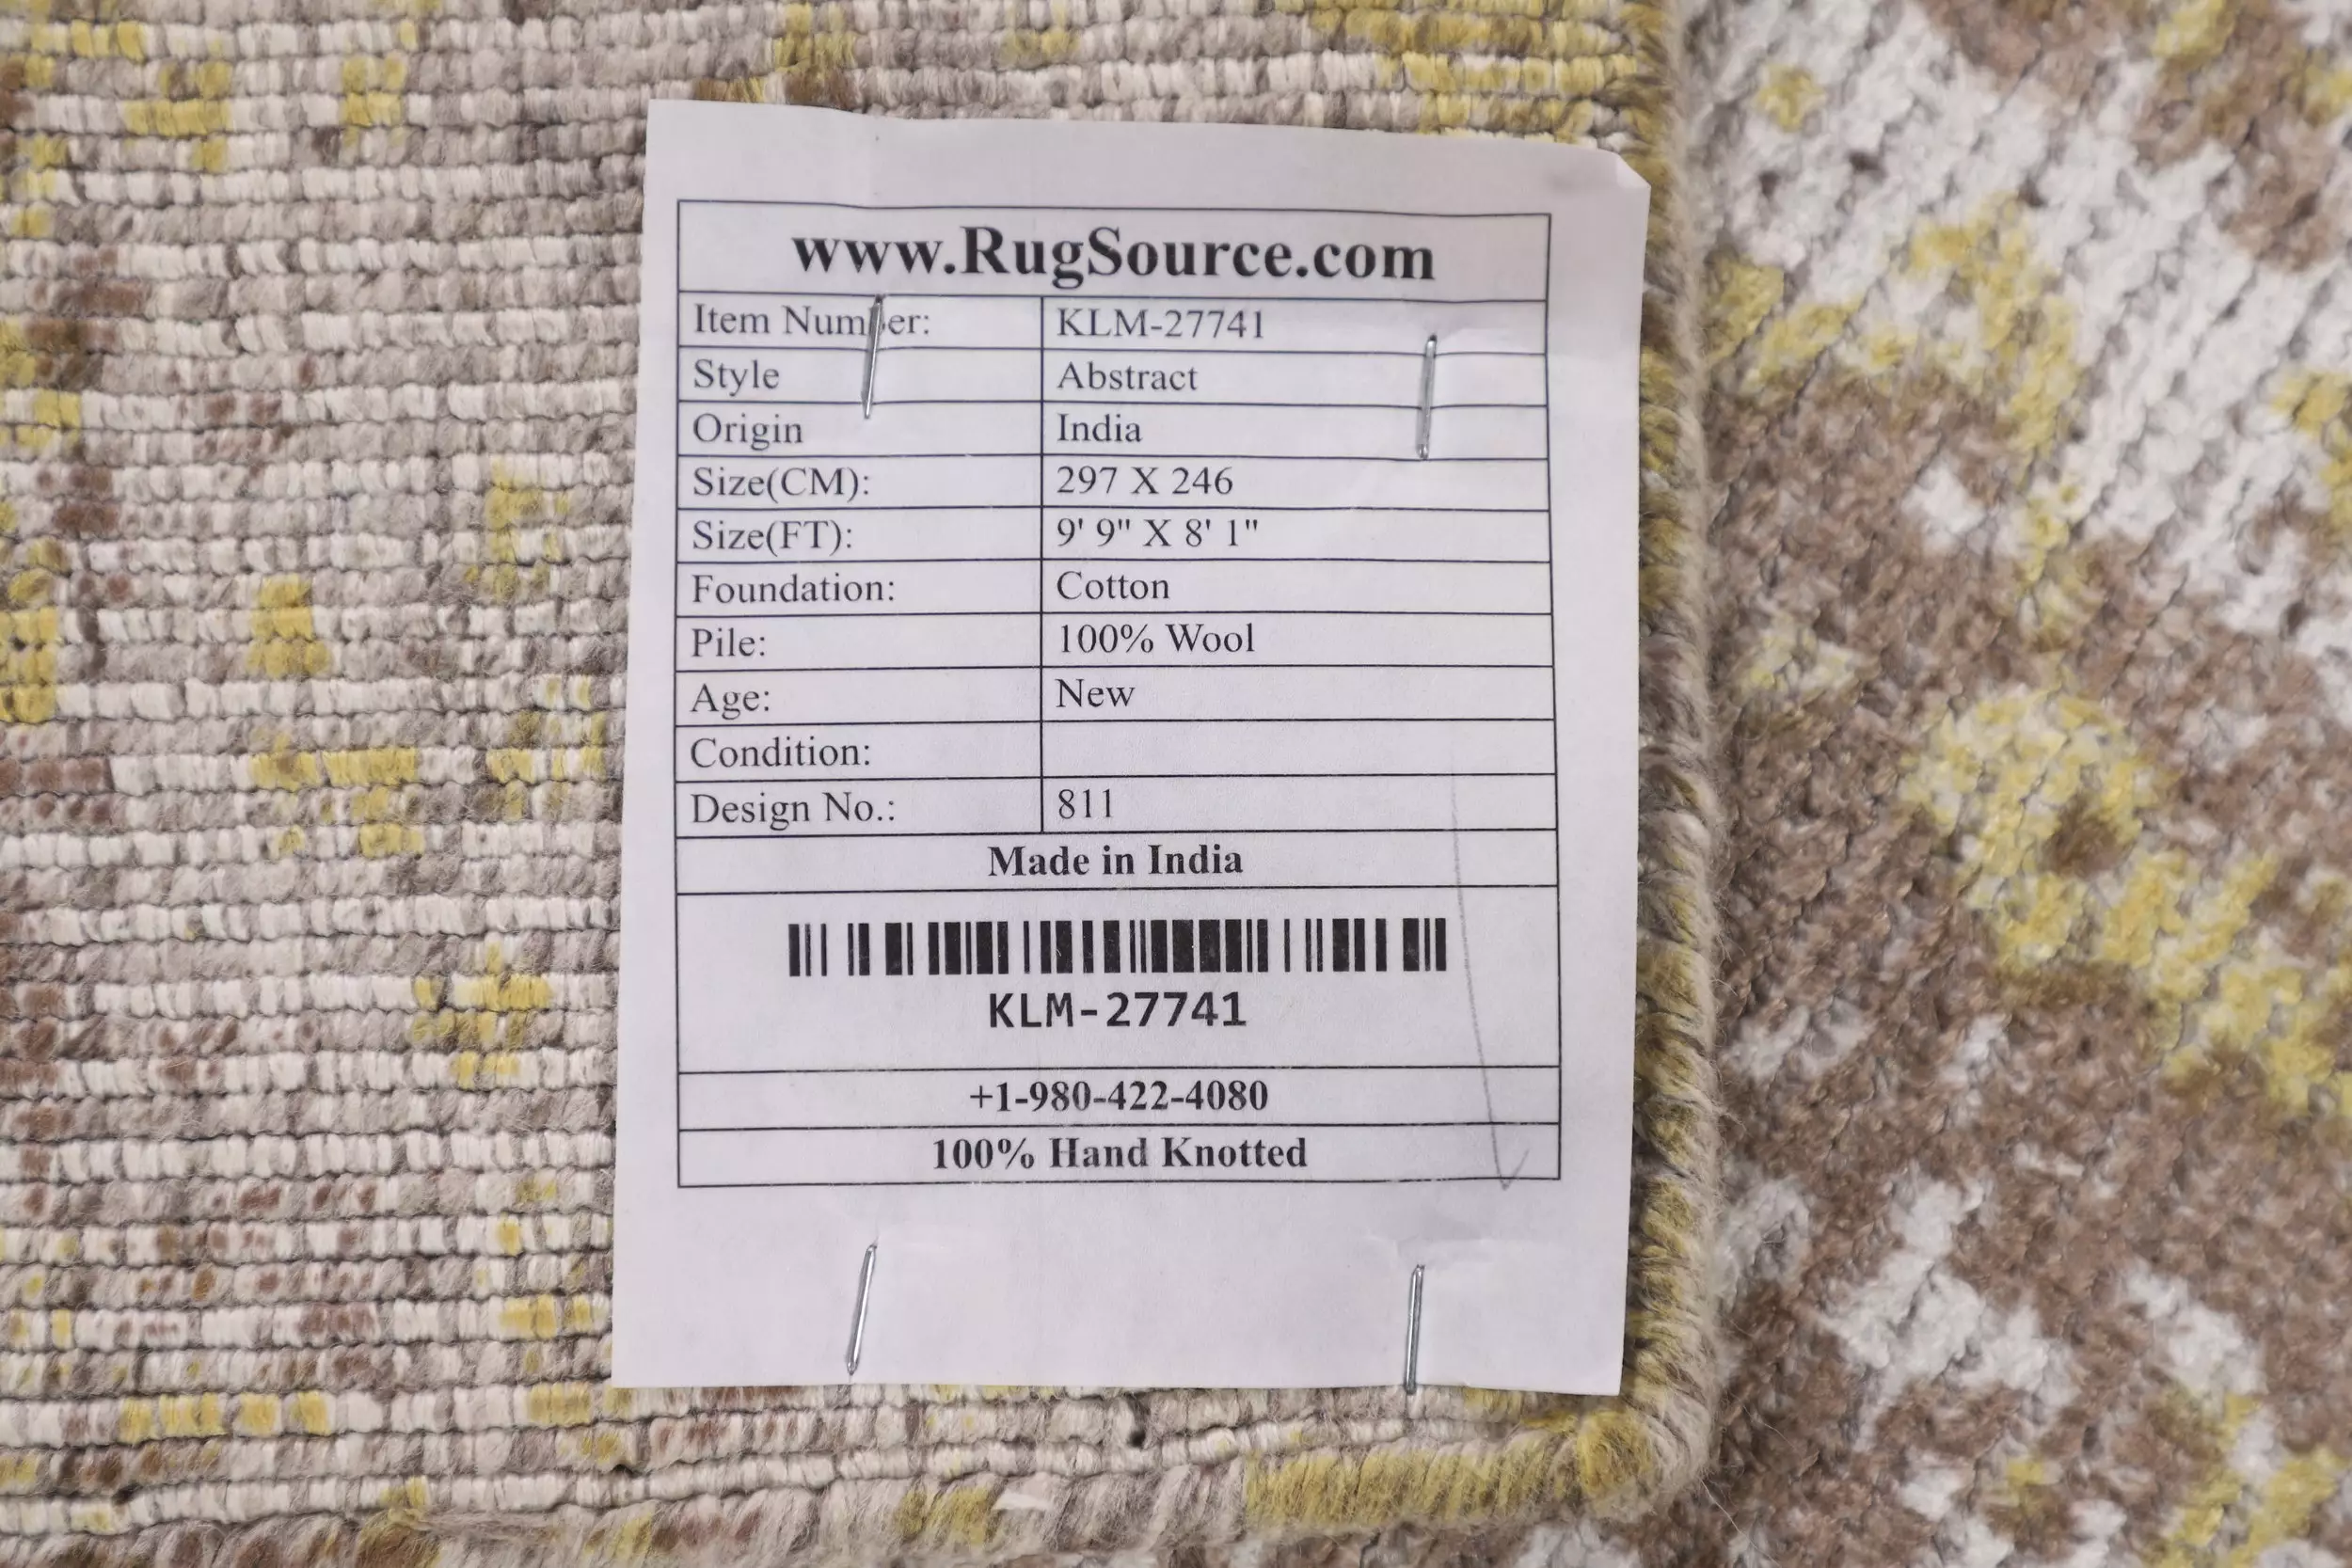 www.RugSource.com
Item Number: KLM-27741
Style Abstract
Origin India
Size(CM): 297 X 246
Size(FT): 9' 9" X 8' 1"
Foundation: Cotton
Pile: 100% Wool
Age: New
Condition:
Design No.: 811
Made in India
KLM-27741
+1-980-422-4080
100% Hand Knotted